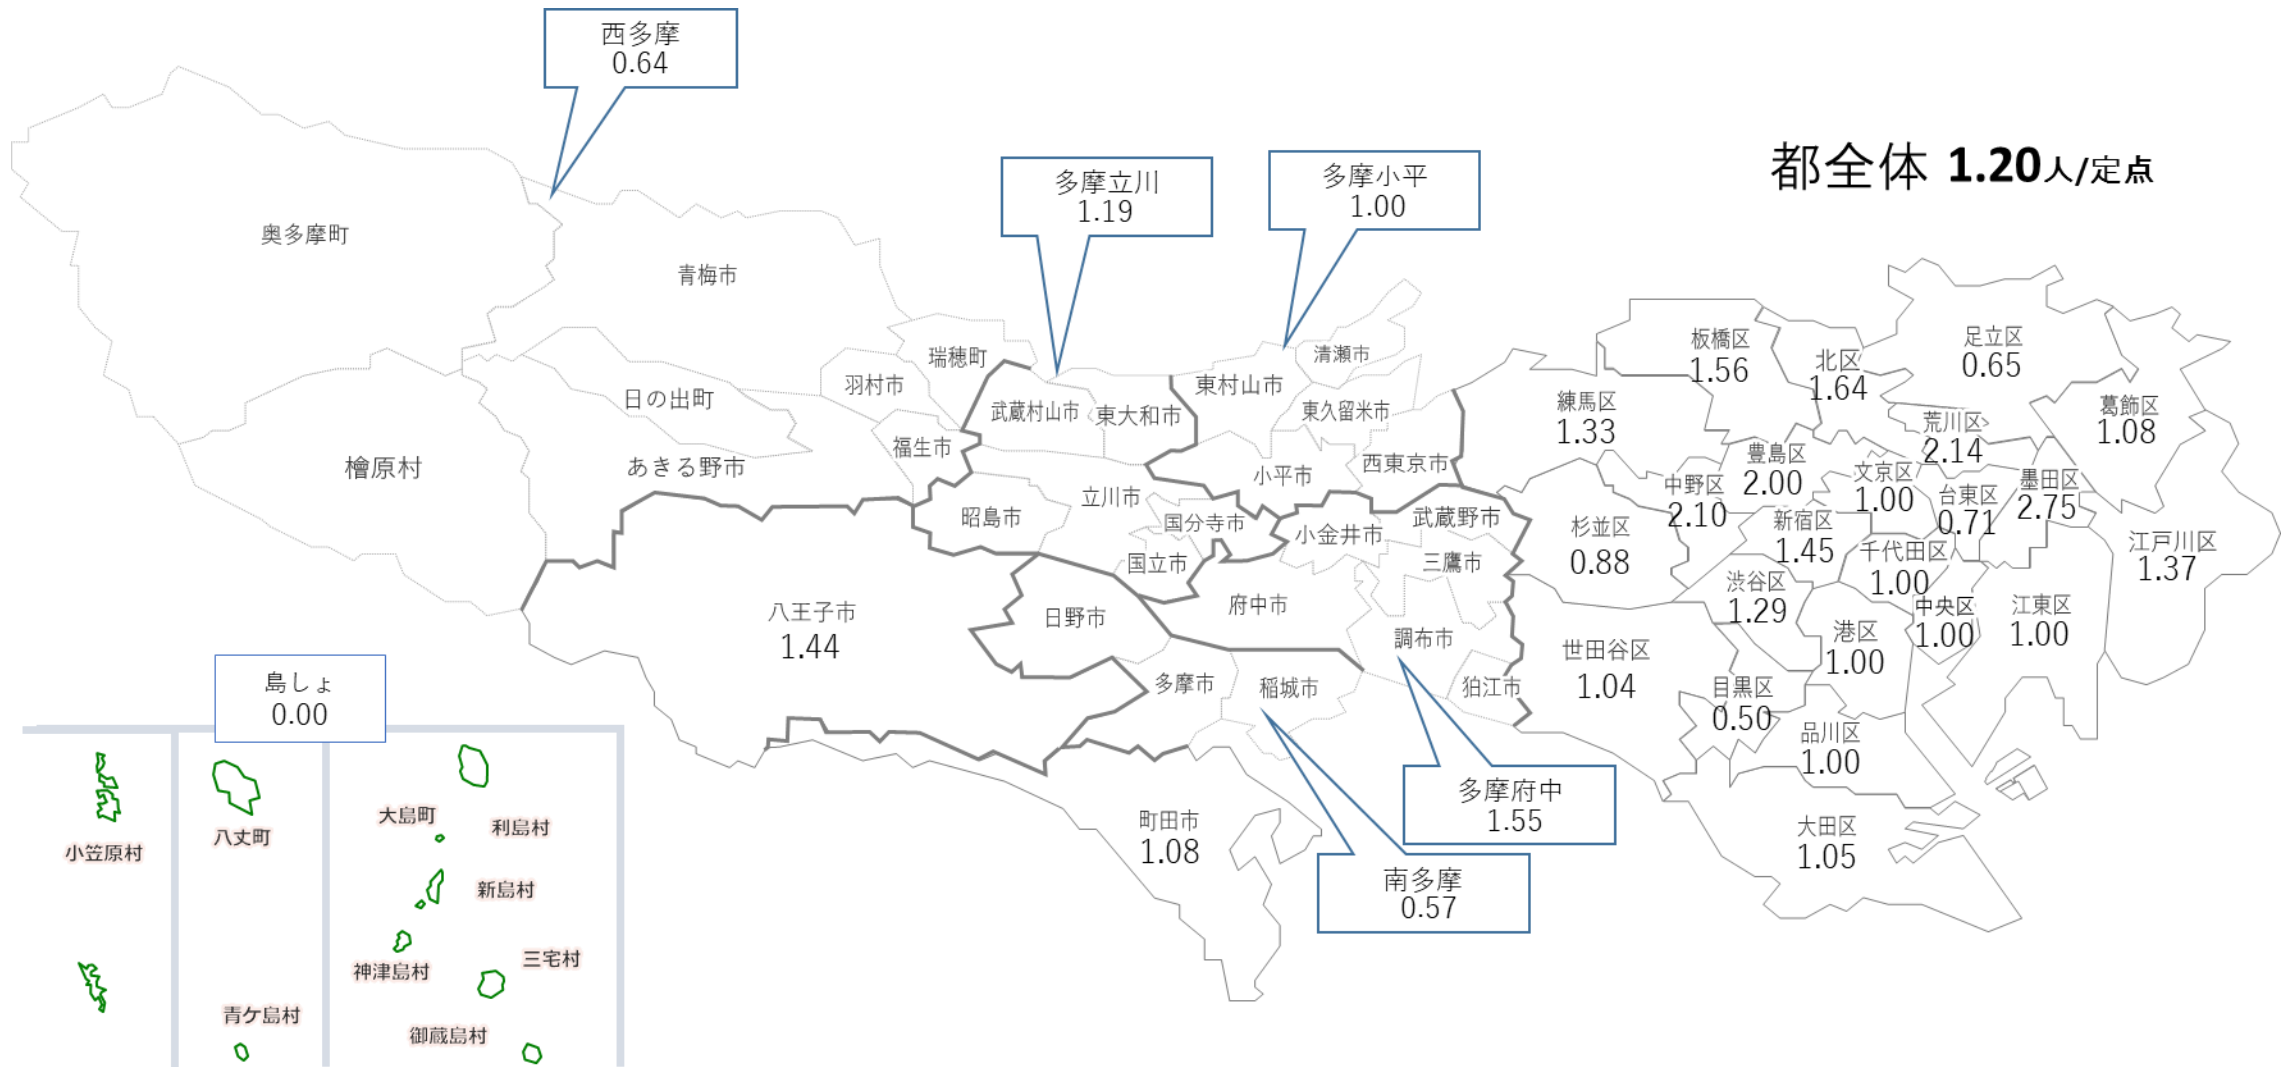 西多摩
0.64
多摩立川
1.19
多摩小平
1.00
都全体 1.20人/定点
奥多摩町
青梅市
瑞穂町
羽村市
日の出町
福生市
あきる野市
檜原村
武蔵村山市
東大和市
東村山市
清瀬市
東久留米市
小平市
西東京市
立川市
昭島市
国分寺市
国立市
小金井市
武蔵野市
三鷹市
府中市
調布市
狛江市
日野市
多摩市
稲城市
八王子市
1.44
町田市
1.08
多摩府中
1.55
南多摩
0.57
板橋区
1.56
北区
1.64
足立区
0.65
葛飾区
1.08
練馬区
1.33
荒川区
2.14
豊島区
2.00
文京区
1.00
台東区
0.71
墨田区
2.75
中野区
2.10
杉並区
0.88
新宿区
1.45
千代田区
1.00
江戸川区
1.37
渋谷区
1.29
中央区
1.00
江東区
1.00
港区
1.00
世田谷区
1.04
目黒区
0.50
品川区
1.00
大田区
1.05
島しょ
0.00
小笠原村
八丈町
青ケ島村
大島町
利島村
新島村
神津島村
三宅村
御蔵島村